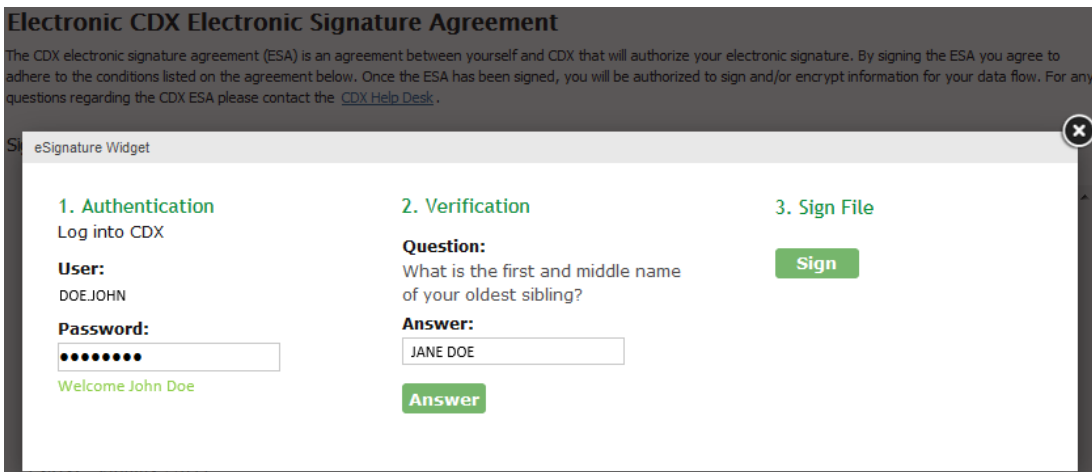 Electronic CDX Electronic Signature Agreement
The CDX electronic signature agreement (ESA) is an agreement between yourself and CDX that will authorize your electronic signature. By signing the ESA you agree to
adhere to the conditions listed on the agreement below. Once the ESA has been signed, you will be authorized to sign and/or encrypt information for your data flow. For any
questions regarding the CDX ESA please contact the CDX Help Desk .
eSignature Widget
1. Authentication
Log into CDX
User:
DOE.JOHN
Password:
••••••••
Welcome John Doe
2. Verification
Question:
What is the first and middle name
of your oldest sibling?
Answer:
JANE DOE
Answer
3. Sign File
Sign